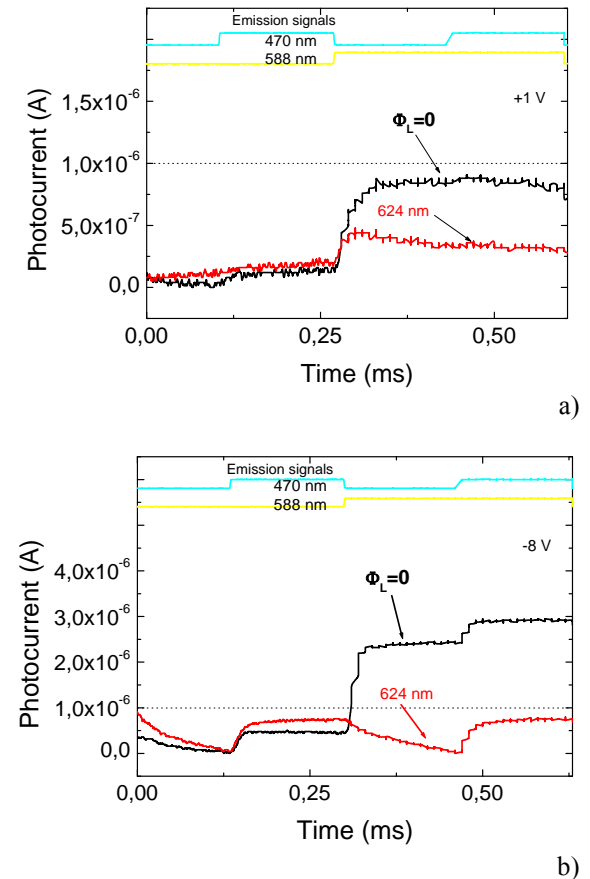 a)
Emission signals
470 nm
588 nm
+1 V
1,5x10⁻⁶
Φ_L=0
1,0x10⁻⁶
624 nm
5,0x10⁻⁷
0,0
Photocurrent (A)
0,00 0,25 0,50
Time (ms)
a)
Emission signals
470 nm
588 nm
-8 V
4,0x10⁻⁶
Φ_L=0
3,0x10⁻⁶
2,0x10⁻⁶
624 nm
1,0x10⁻⁶
0,0
Photocurrent (A)
0,00 0,25 0,50
Time (ms)
b)